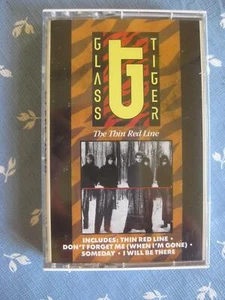 GLASS
TIGER
The Thin Red Line
INCLUDES: THIN RED LINE •
DON'T FORGET ME (WHEN I'M GONE) •
SOMEDAY • I WILL BE THERE